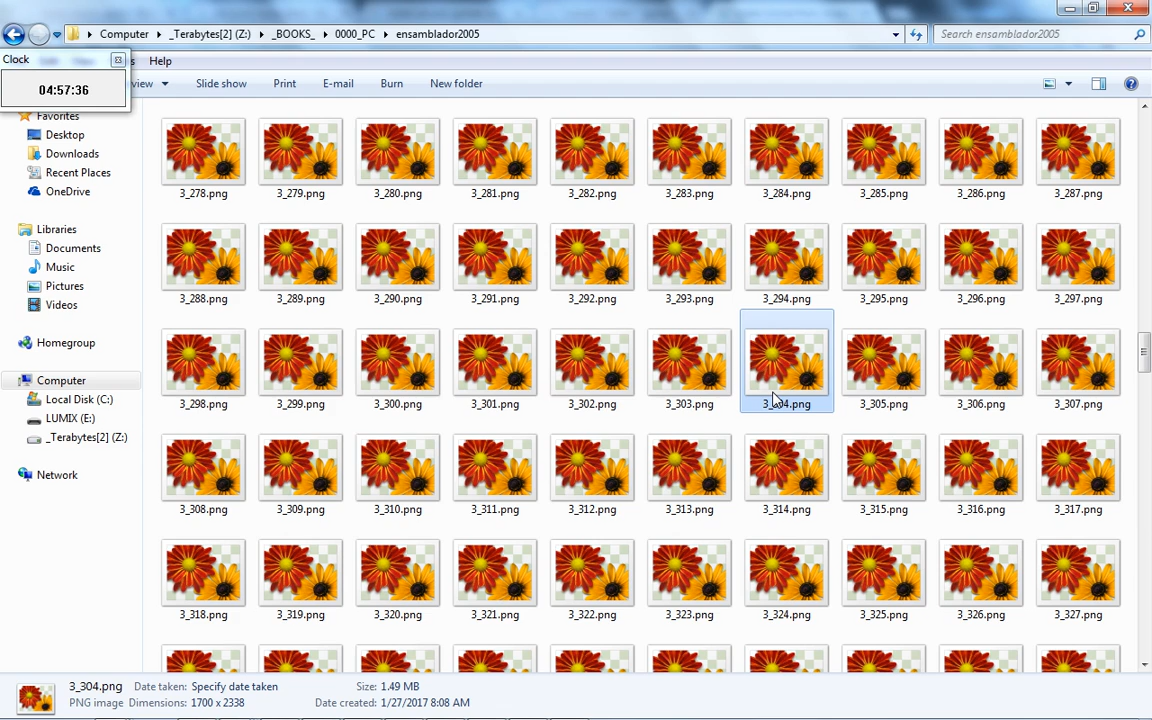 Computer ▸ _Terabytes[2] (Z:) ▸ _BOOKS_ ▸ 0000_PC ▸ ensamblador2005
Search ensamblador2005
Clock
Help
04:57:36
Slide show Print E-mail Burn New folder
Favorites
Desktop
Downloads
Recent Places
OneDrive
Libraries
Documents
Music
Pictures
Videos
Homegroup
Computer
Local Disk (C:)
LUMIX (E:)
_Terabytes[2] (Z:)
Network
3_278.png 3_279.png 3_280.png 3_281.png 3_282.png 3_283.png 3_284.png 3_285.png 3_286.png 3_287.png
3_288.png 3_289.png 3_290.png 3_291.png 3_292.png 3_293.png 3_294.png 3_295.png 3_296.png 3_297.png
3_298.png 3_299.png 3_300.png 3_301.png 3_302.png 3_303.png 3_304.png 3_305.png 3_306.png 3_307.png
3_308.png 3_309.png 3_310.png 3_311.png 3_312.png 3_313.png 3_314.png 3_315.png 3_316.png 3_317.png
3_318.png 3_319.png 3_320.png 3_321.png 3_322.png 3_323.png 3_324.png 3_325.png 3_326.png 3_327.png
3_304.png Date taken: Specify date taken Size: 1.49 MB
PNG image Dimensions: 1700 x 2338 Date created: 1/27/2017 8:08 AM